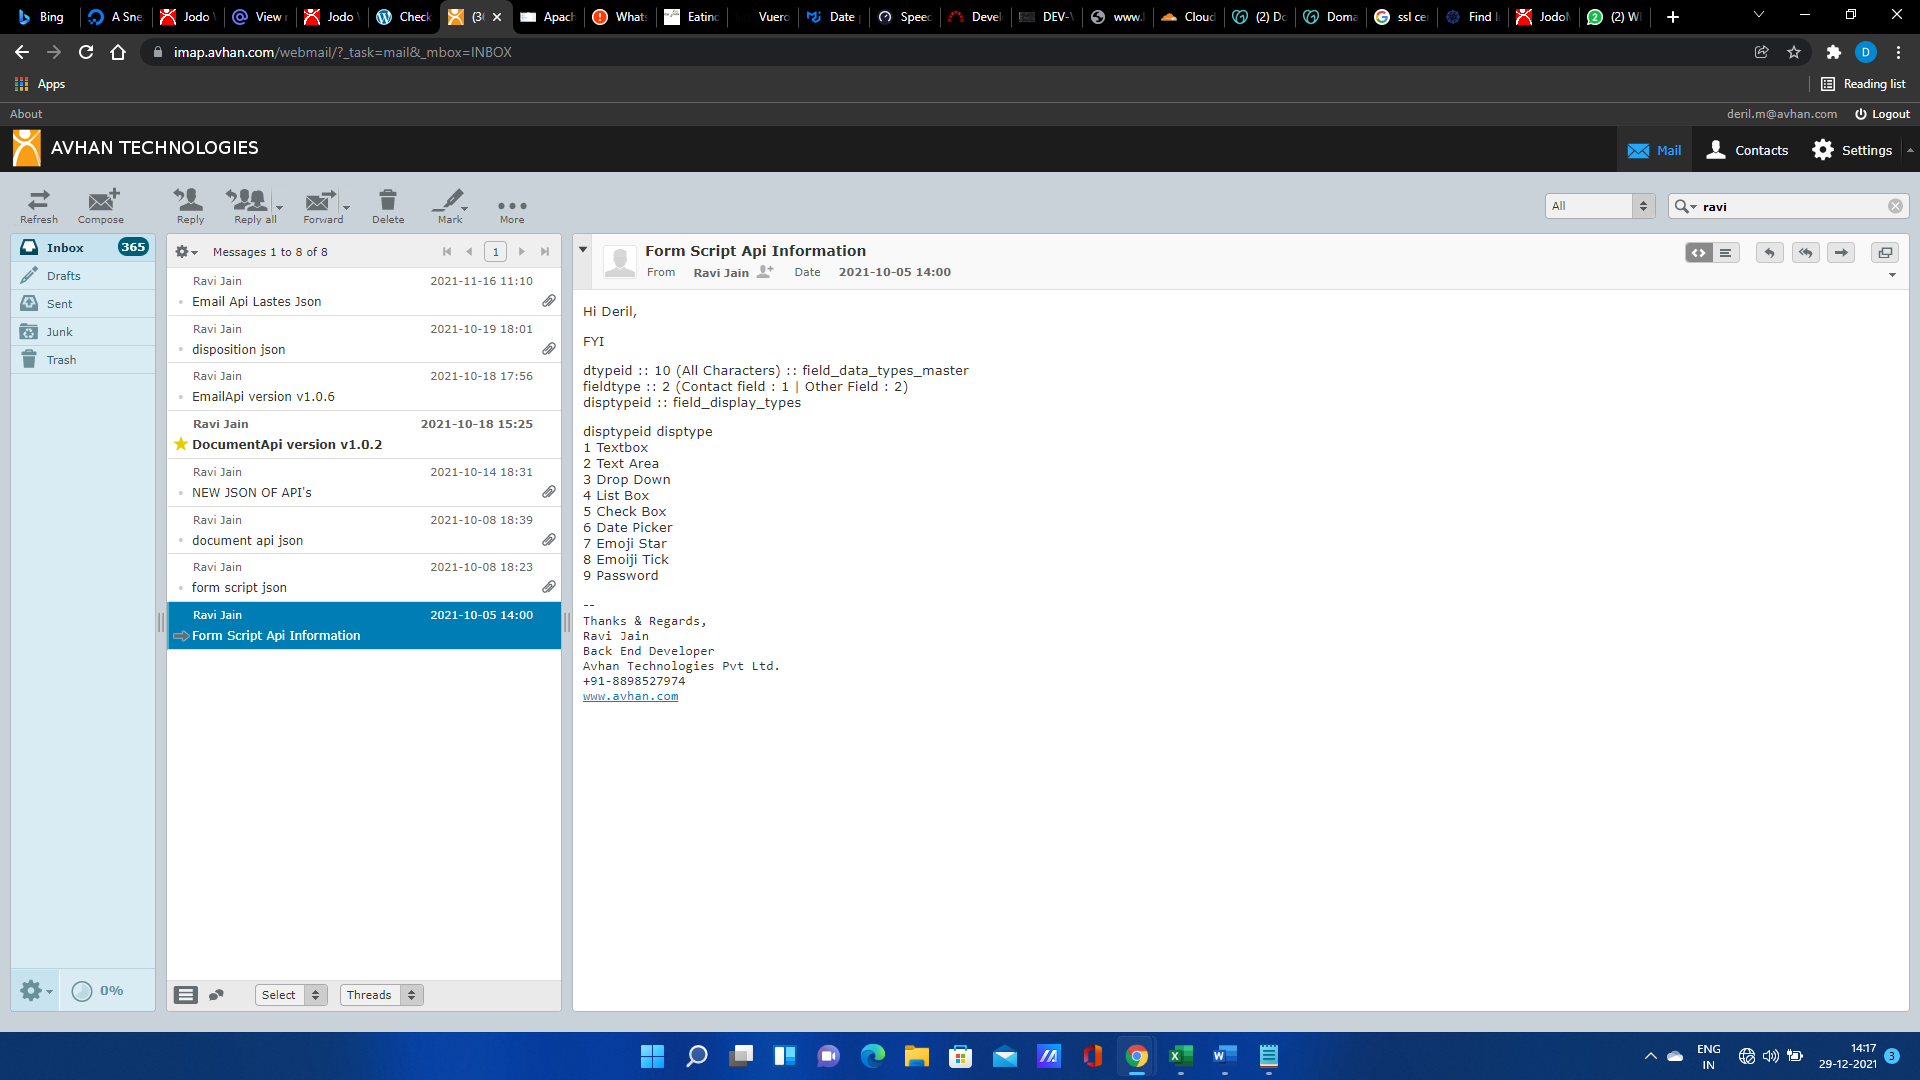 Bing
A Sne
Jodo
View
Jodo
Check
(3
Apach
Whats
Eatin
Vuero
Date
Speed
Devel
DEV-
www.
Cloud
(2) Do
Doma
ssl ce
Find I
Jodo
(2) W
imap.avhan.com/webmail/?_task=mail&_mbox=INBOX
D
Apps
Reading list
About
deril.m@avhan.com
Logout
AVHAN TECHNOLOGIES
Mail
Contacts
Settings
Refresh
Compose
Reply
Reply all
Forward
Delete
Mark
More
All
ravi
Inbox 365
Drafts
Sent
Junk
Trash
0%
Messages 1 to 8 of 8
1
Ravi Jain 2021-11-16 11:10
Email Api Lastes Json
Ravi Jain 2021-10-19 18:01
disposition json
Ravi Jain 2021-10-18 17:56
EmailApi version v1.0.6
Ravi Jain 2021-10-18 15:25
DocumentApi version v1.0.2
Ravi Jain 2021-10-14 18:31
NEW JSON OF API's
Ravi Jain 2021-10-08 18:39
document api json
Ravi Jain 2021-10-08 18:23
form script json
Ravi Jain 2021-10-05 14:00
Form Script Api Information
Select
Threads
Form Script Api Information
From Ravi Jain Date 2021-10-05 14:00
Hi Deril,
FYI
dtypeid :: 10 (All Characters) :: field_data_types_master
fieldtype :: 2 (Contact field : 1 | Other Field : 2)
disptypeid :: field_display_types
disptypeid disptype
1 Textbox
2 Text Area
3 Drop Down
4 List Box
5 Check Box
6 Date Picker
7 Emoji Star
8 Emoiji Tick
9 Password
--
Thanks & Regards,
Ravi Jain
Back End Developer
Avhan Technologies Pvt Ltd.
+91-8898527974
www.avhan.com
ENG
IN
14:17
29-12-2021
3